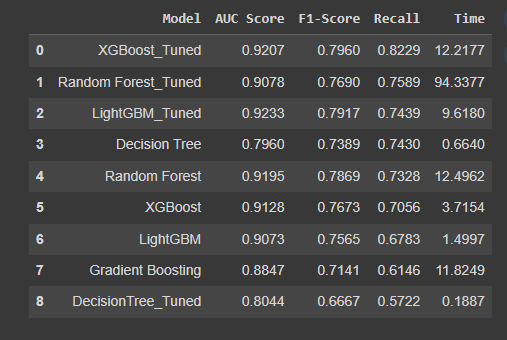 Model AUC Score F1-Score Recall Time
0 XGBoost_Tuned 0.9207 0.7960 0.8229 12.2177
1 Random Forest_Tuned 0.9078 0.7690 0.7589 94.3377
2 LightGBM_Tuned 0.9233 0.7917 0.7439 9.6180
3 Decision Tree 0.7960 0.7389 0.7430 0.6640
4 Random Forest 0.9195 0.7869 0.7328 12.4962
5 XGBoost 0.9128 0.7673 0.7056 3.7154
6 LightGBM 0.9073 0.7565 0.6783 1.4997
7 Gradient Boosting 0.8847 0.7141 0.6146 11.8249
8 DecisionTree_Tuned 0.8044 0.6667 0.5722 0.1887